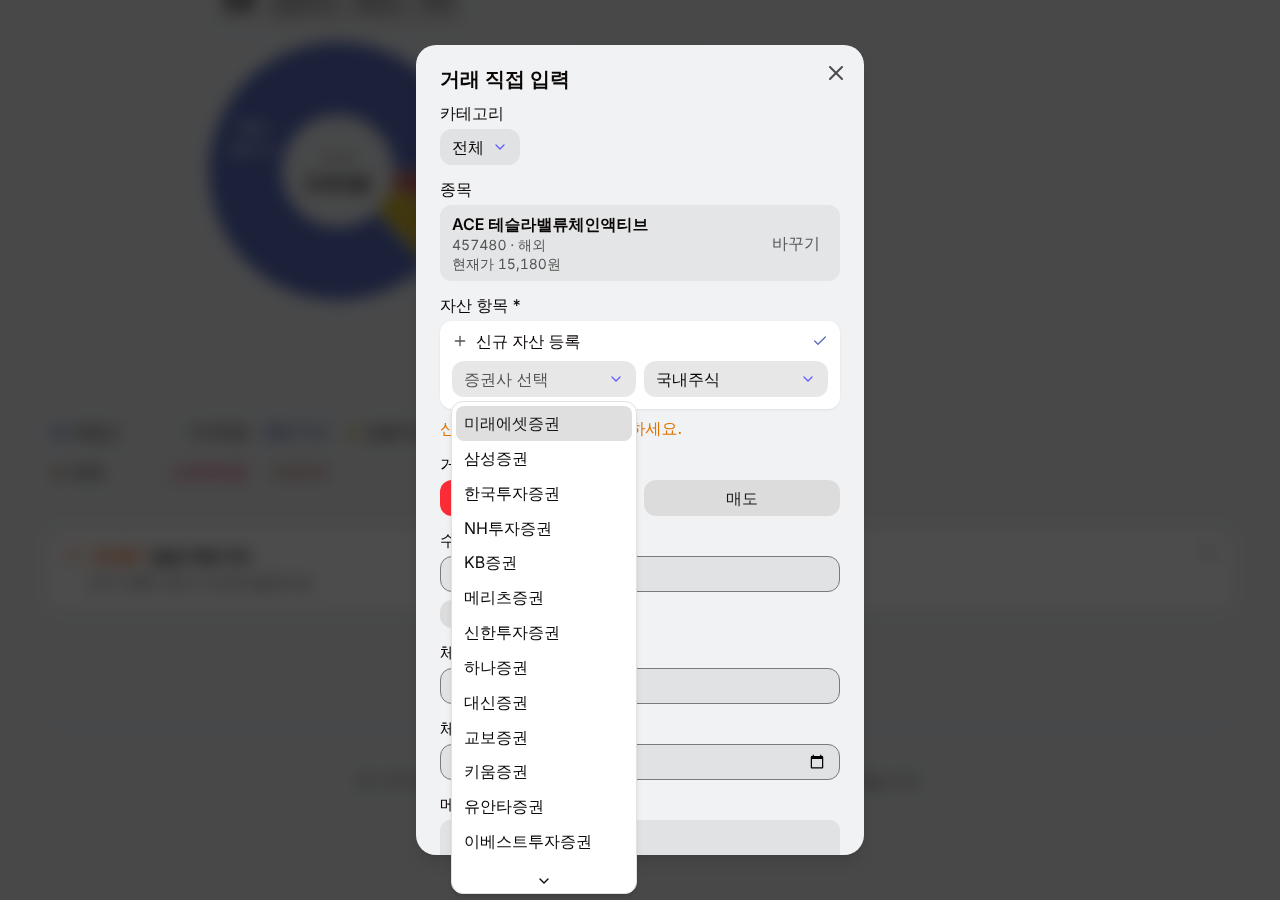 거래 직접 입력
카테고리
전체
종목
ACE 테슬라밸류체인액티브
457480 · 해외
현재가 15,180원
바꾸기
자산 항목 *
신규 자산 등록
증권사 선택
국내주식
미래에셋증권
하세요.
삼성증권
한국투자증권
매도
NH투자증권
KB증권
메리츠증권
신한투자증권
하나증권
대신증권
교보증권
키움증권
유안타증권
이베스트투자증권